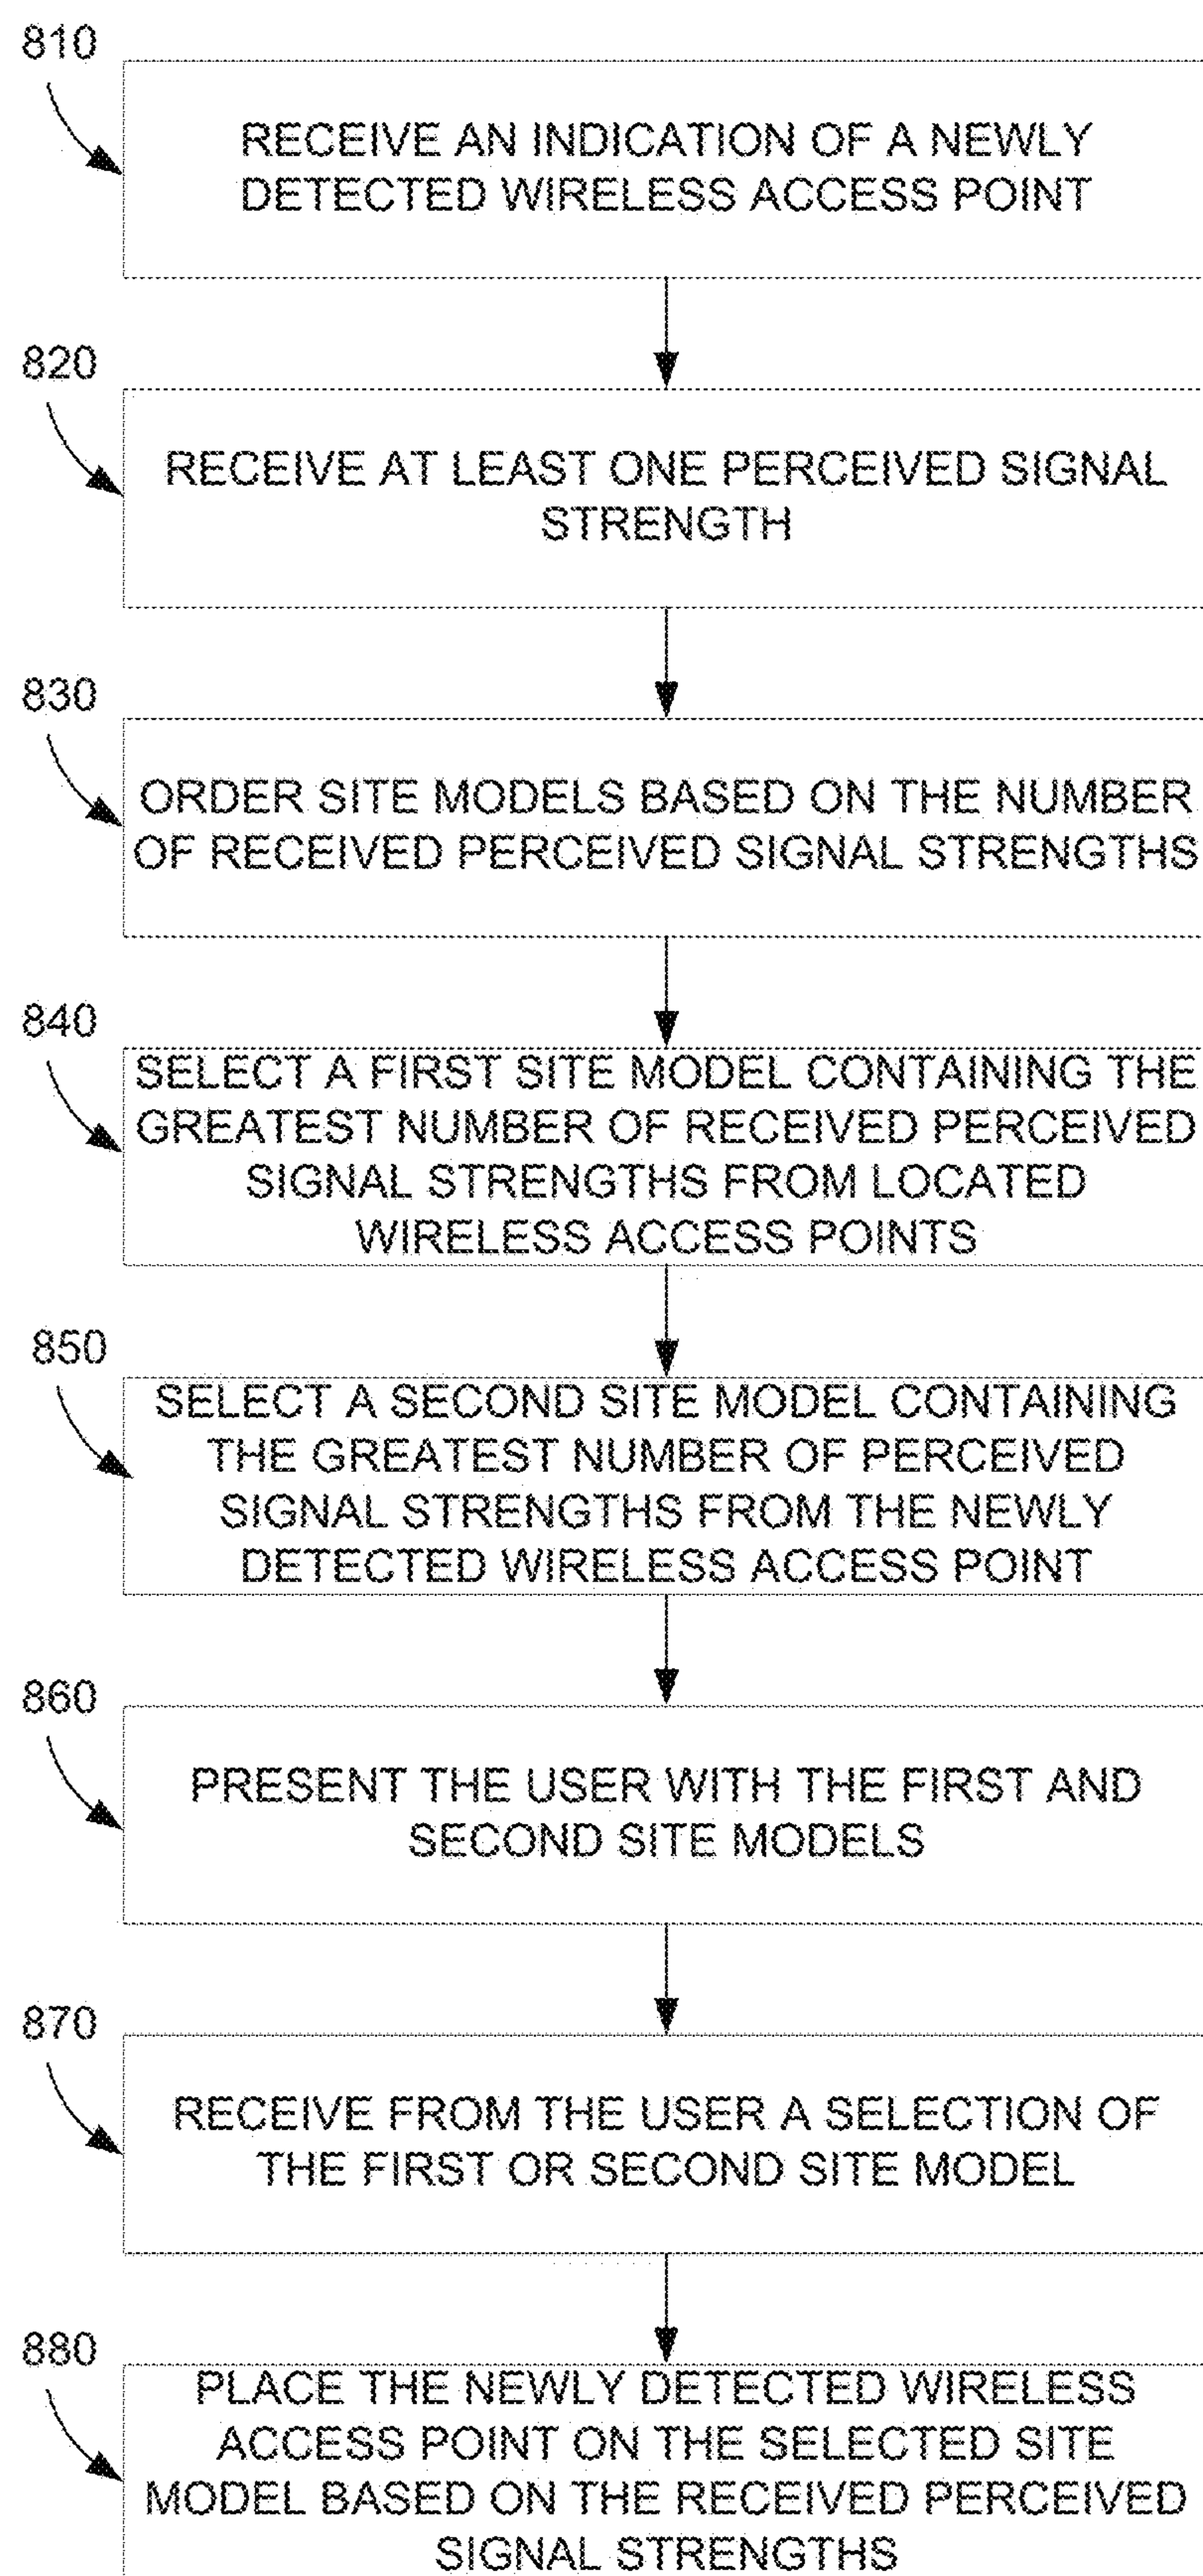 810
RECEIVE AN INDICATION OF A NEWLY
DETECTED WIRELESS ACCESS POINT
820
RECEIVE AT LEAST ONE PERCEIVED SIGNAL
STRENGTH
830
ORDER SITE MODELS BASED ON THE NUMBER
OF RECEIVED PERCEIVED SIGNAL STRENGTHS
840
SELECT A FIRST SITE MODEL CONTAINING THE
GREATEST NUMBER OF RECEIVED PERCEIVED
SIGNAL STRENGTHS FROM LOCATED
WIRELESS ACCESS POINTS
850
SELECT A SECOND SITE MODEL CONTAINING
THE GREATEST NUMBER OF PERCEIVED
SIGNAL STRENGTHS FROM THE NEWLY
DETECTED WIRELESS ACCESS POINT
860
PRESENT THE USER WITH THE FIRST AND
SECOND SITE MODELS
870
RECEIVE FROM THE USER A SELECTION OF
THE FIRST OR SECOND SITE MODEL
880
PLACE THE NEWLY DETECTED WIRELESS
ACCESS POINT ON THE SELECTED SITE
MODEL BASED ON THE RECEIVED PERCEIVED
SIGNAL STRENGTHS